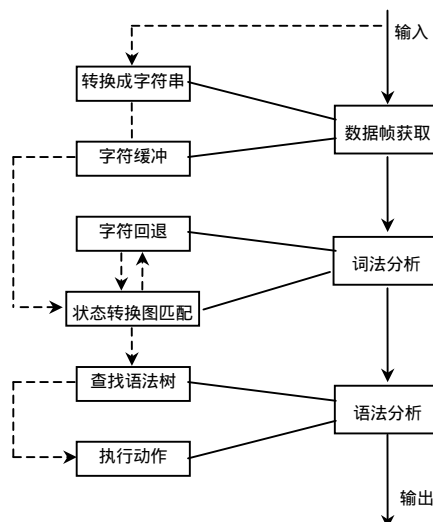 输入
转换成字符串
数据帧获取
字符缓冲
字符回退
词法分析
状态转换图匹配
查找语法树
语法分析
执行动作
输出